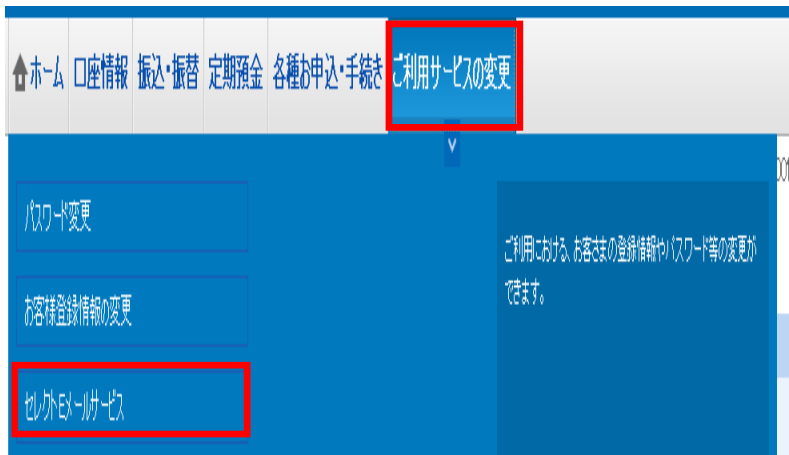 ホーム 口座情報 振込・振替 定期預金 各種お申込・手続き ご利用サービスの変更
パスワード変更
お客様登録情報の変更
セレクトEメールサービス
ご利用における、お客さまの登録情報やパスワード等の変更が
できます。